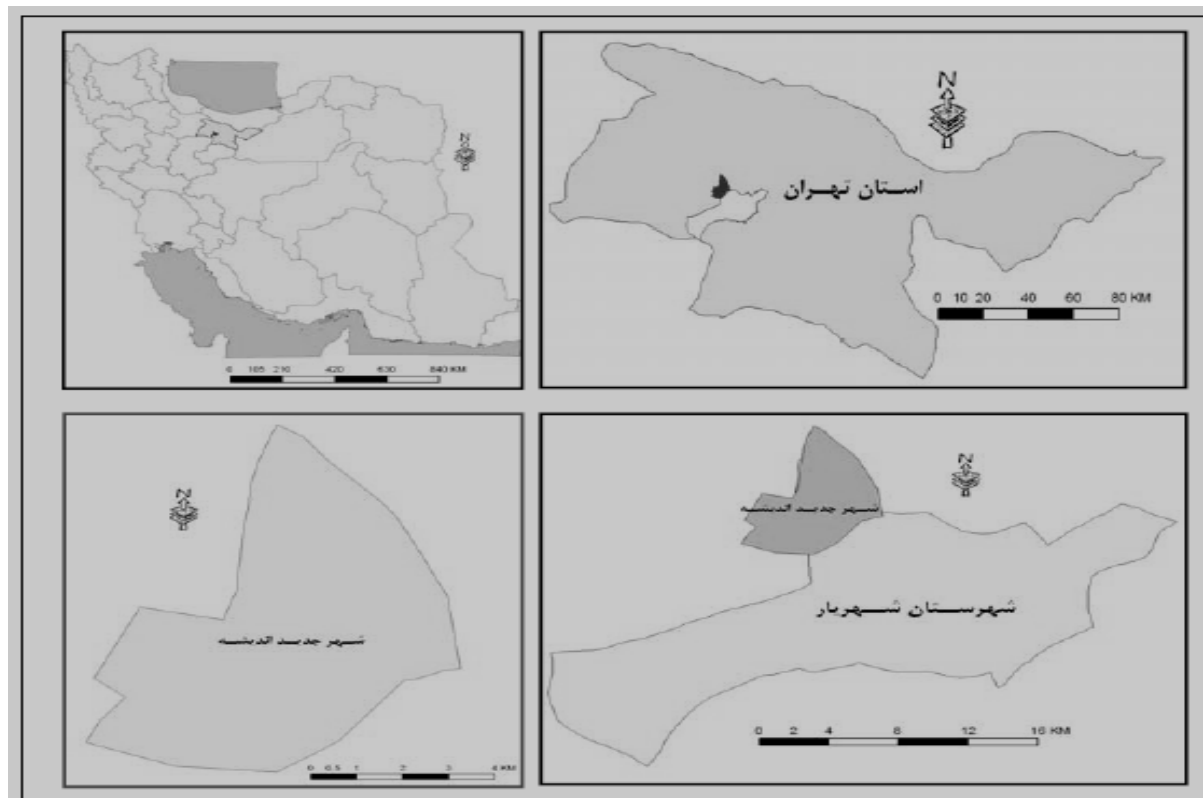 N
0 105 210 420 630 840 KM
N
استان تهران
0 10 20 40 60 80 KM
N
شهر جدید اندیشه
0 0.5 1 2 3 4 KM
N
شهر جدید اندیشه
شهرستان شهریار
0 2 4 8 12 16 KM